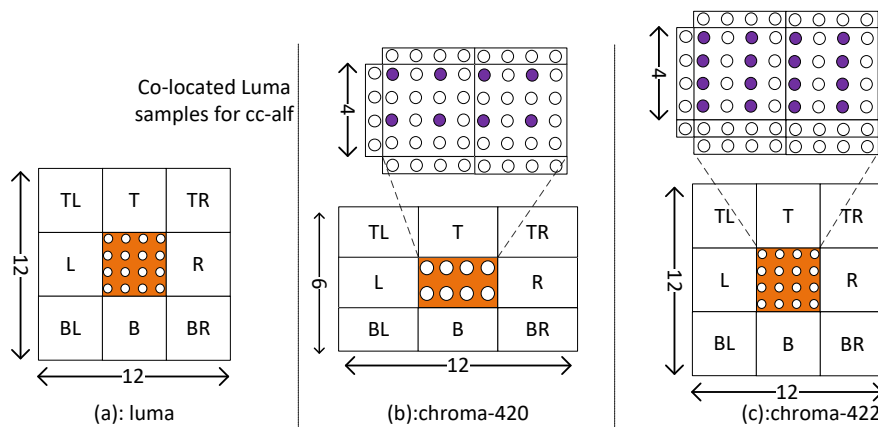 Co-located Luma
samples for cc-alf
4
4
TL T TR
L R
BL B BR
12
12
(a): luma
TL T TR
L R
BL B BR
6
12
(b):chroma-420
TL T TR
L R
BL B BR
12
12
(c):chroma-422